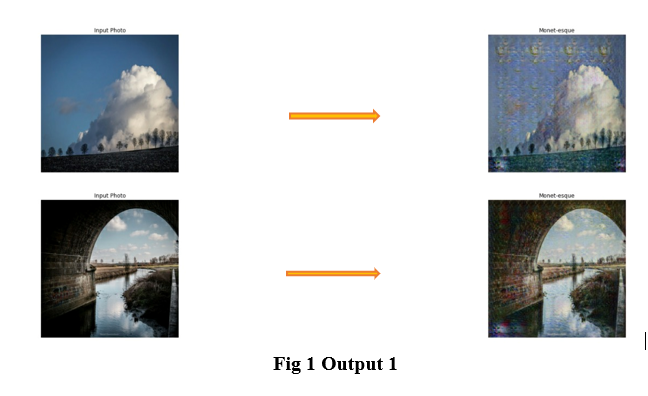 Input Photo
Monet-esque
Input Photo
Monet-esque
Fig 1 Output 1